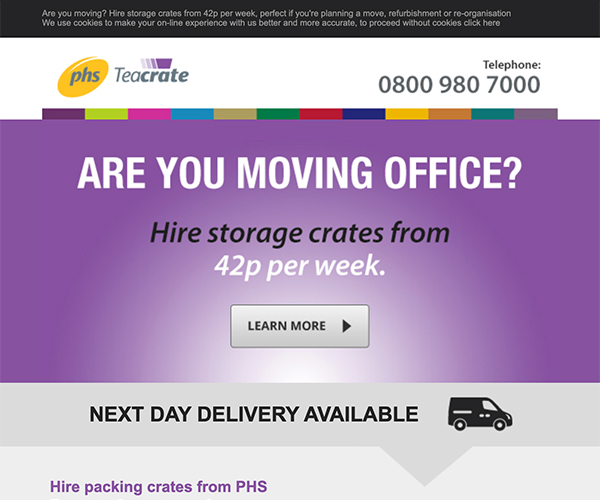 Are you moving? Hire storage crates from 42p per week, perfect if you're planning a move, refurbishment or re-organisation
We use cookies to make your on-line experience with us better and more accurate, to proceed without cookies click here
phs Teacrate
Telephone:
0800 980 7000
ARE YOU MOVING OFFICE?
Hire storage crates from
42p per week.
LEARN MORE
NEXT DAY DELIVERY AVAILABLE
Hire packing crates from PHS